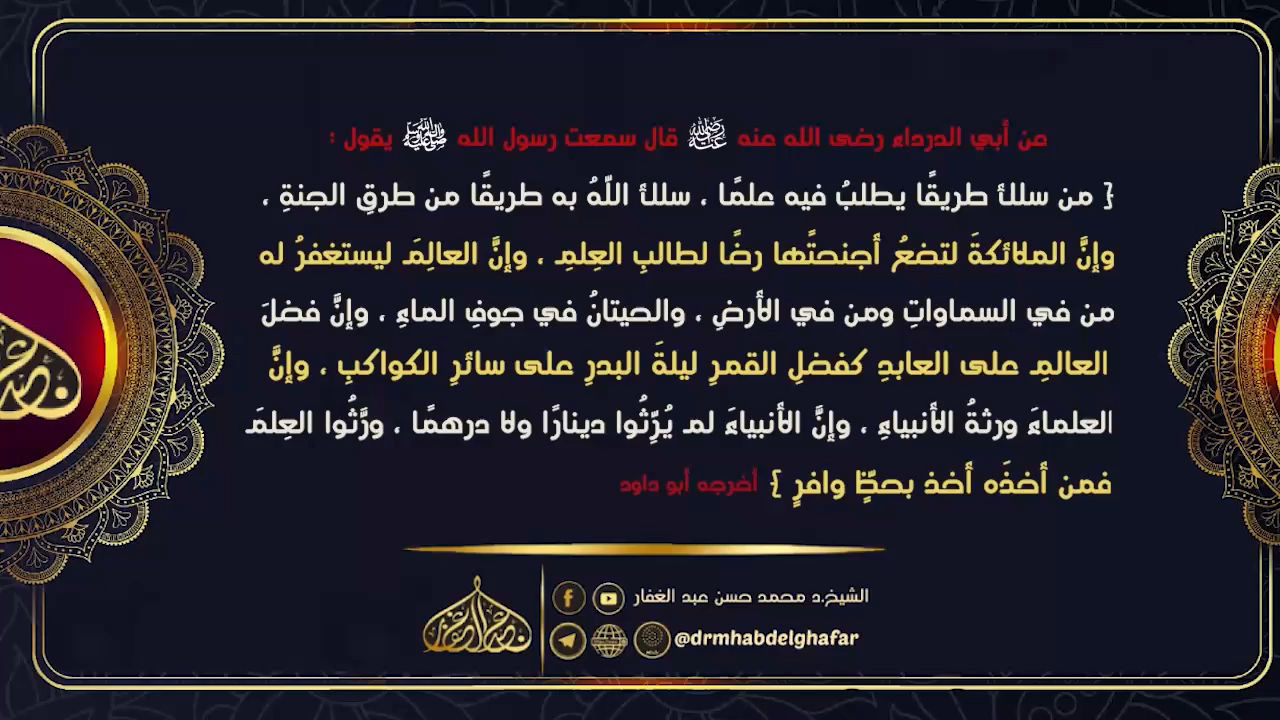 عن أبي الدرداء رضى الله عنه رضي الله عنه قال سمعت رسول الله ﷺ يقول :
{ من سلك طريقًا يطلبُ فيه علمًا ، سلك اللّهُ به طريقًا من طرقِ الجنةِ ،
وإنَّ الملائكةَ لتضعُ أجنحتَها رضًا لطالبِ العِلمِ ، وإنَّ العالِمَ ليستغفرُ له
من في السماواتِ ومن في الأرضِ ، والحيتانُ في جوفِ الماءِ ، وإنَّ فضلَ
العالمِ على العابدِ كفضلِ القمرِ ليلةَ البدرِ على سائرِ الكواكبِ ، وإنَّ
العلماءَ ورثةُ الأنبياءِ ، وإنَّ الأنبياءَ لم يُرِّثُوا دينارًا ولا درهمًا ، ورَّثُوا العِلمَ
فمن أخذَه أخذ بحظٍّ وافرٍ } أخرجه أبو داود
الشيخ.د محمد حسن عبد الغفار
@drmhabdelghafar